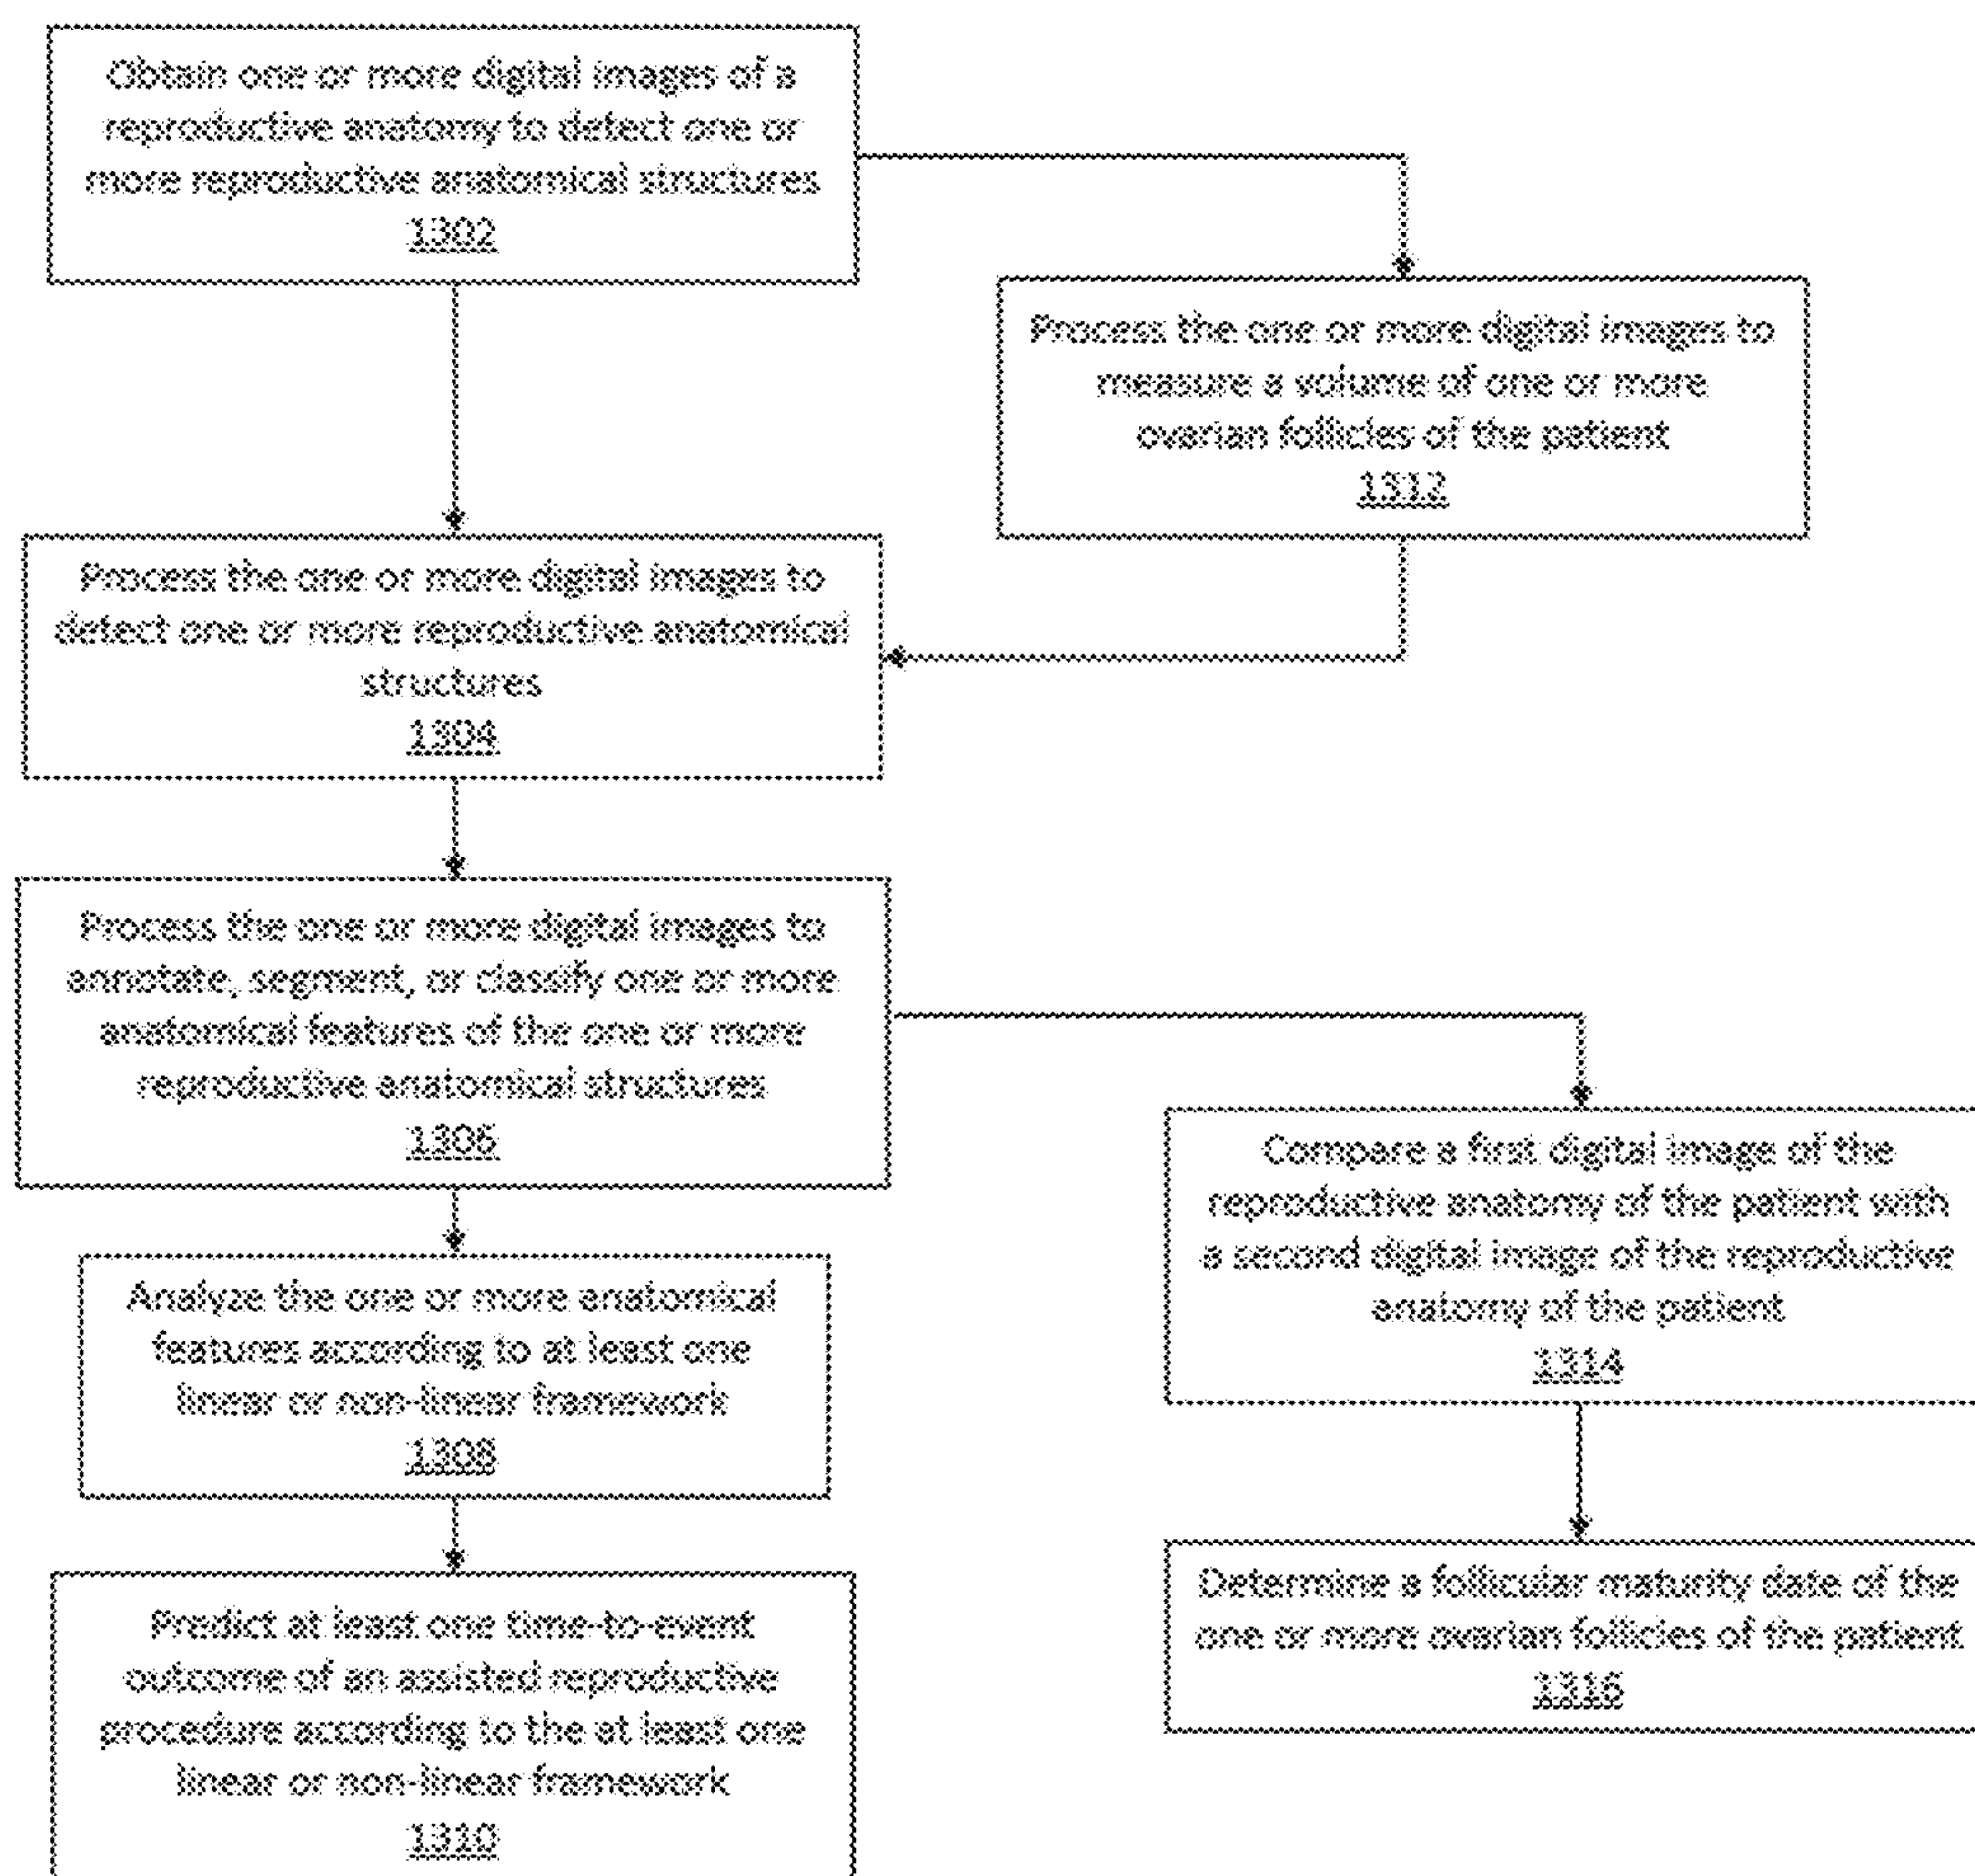 Obtain one or more digital images of a
reproductive anatomy to detect one or
more reproductive anatomical structures
1302
Process the one or more digital images to
measure a volume of one or more
ovarian follicles of the patient
1312
Process the one or more digital images to
detect one or more reproductive anatomical
structures
1304
Process the one or more digital images to
annotate, segment, or classify one or more
anatomical features of the one or more
reproductive anatomical structures
1306
Compare a first digital image of the
reproductive anatomy of the patient with
a second digital image of the reproductive
anatomy of the patient
1314
Analyze the one or more anatomical
features according to at least one
linear or non-linear framework
1308
Determine a follicular maturity date of the
one or more ovarian follicles of the patient
1316
Predict at least one time-to-event
outcome of an assisted reproductive
procedure according to the at least one
linear or non-linear framework
1310